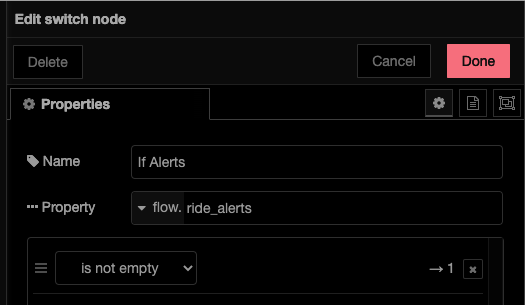 Edit switch node
Delete
Cancel
Done
Properties
Name
If Alerts
Property
flow. ride_alerts
is not empty
→ 1